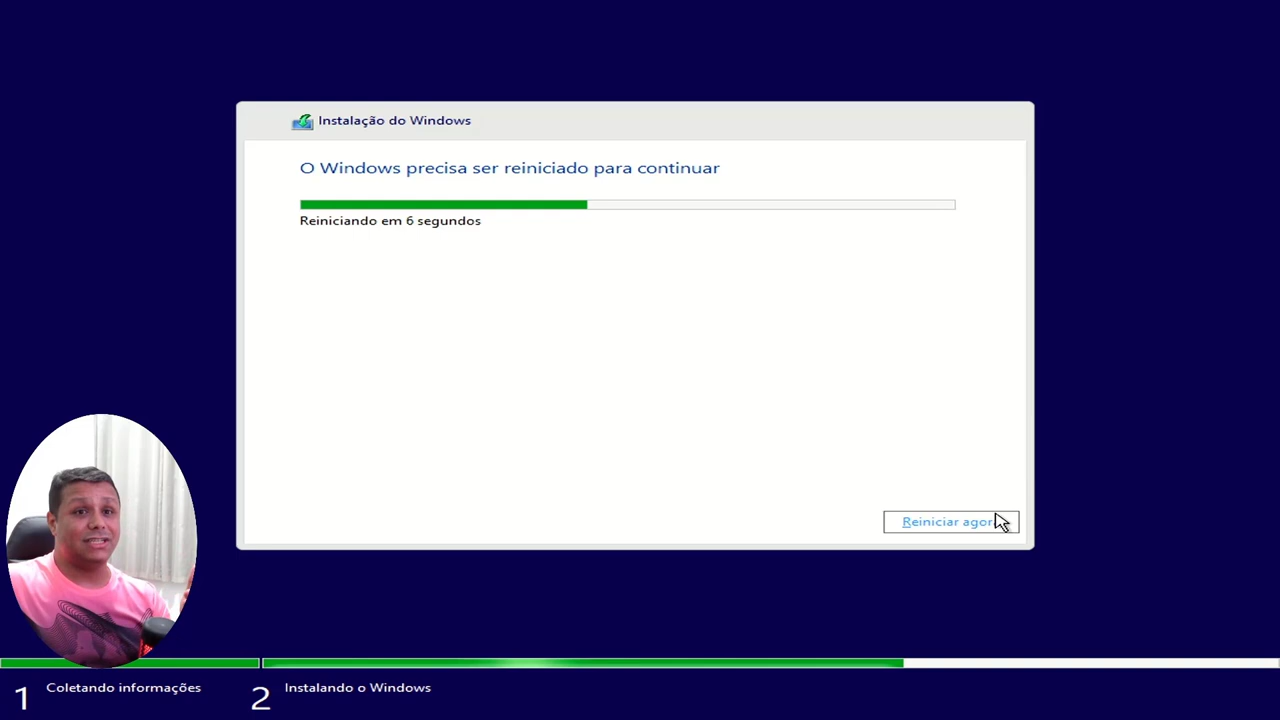 Instalação do Windows
O Windows precisa ser reiniciado para continuar
Reiniciando em 6 segundos
Reiniciar agor
1 Coletando informações 2 Instalando o Windows